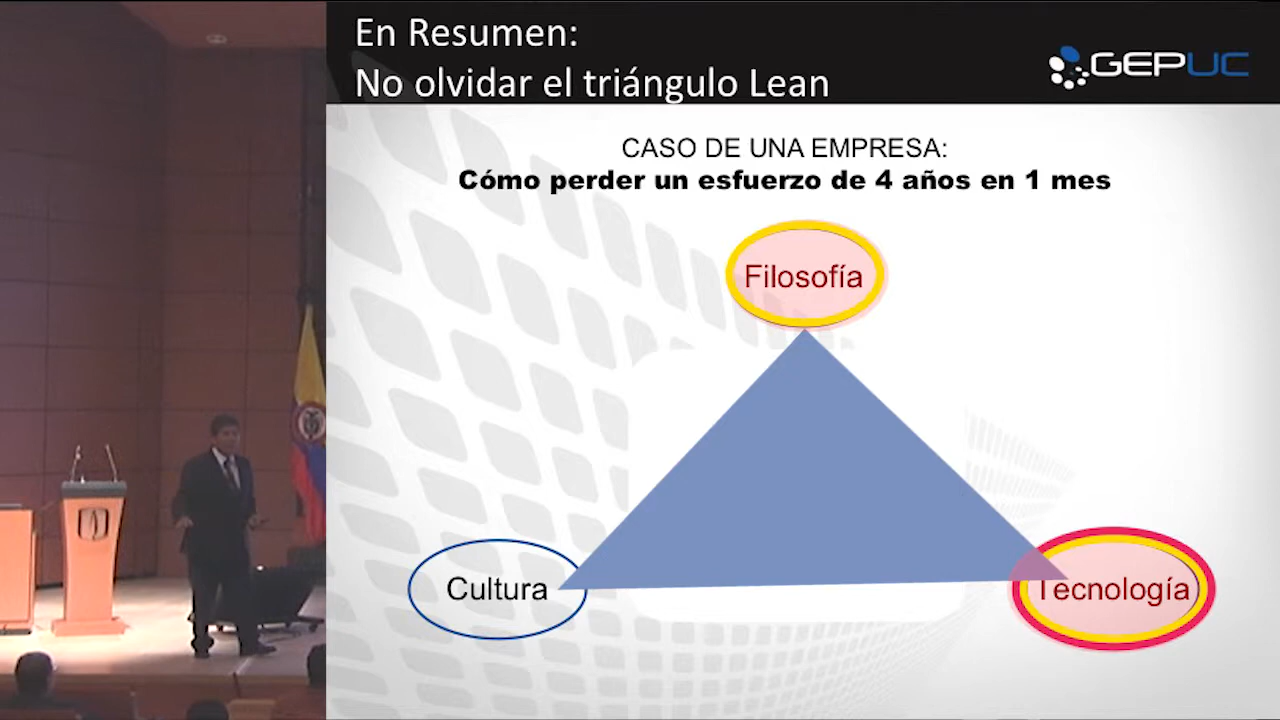 En Resumen:
No olvidar el triángulo Lean
GEPUC
CASO DE UNA EMPRESA:
Cómo perder un esfuerzo de 4 años en 1 mes
Filosofía
Cultura
Tecnología